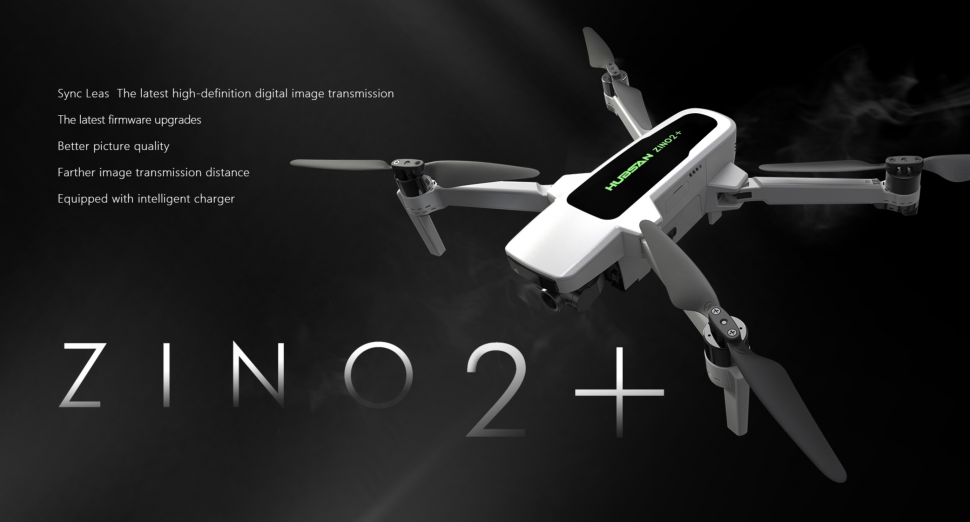 Sync Leas  The latest high-definition digital image transmission
The latest firmware upgrades
Better picture quality
Farther image transmission distance
Equipped with intelligent charger
HUBSAN ZINO2+
ZINO2+